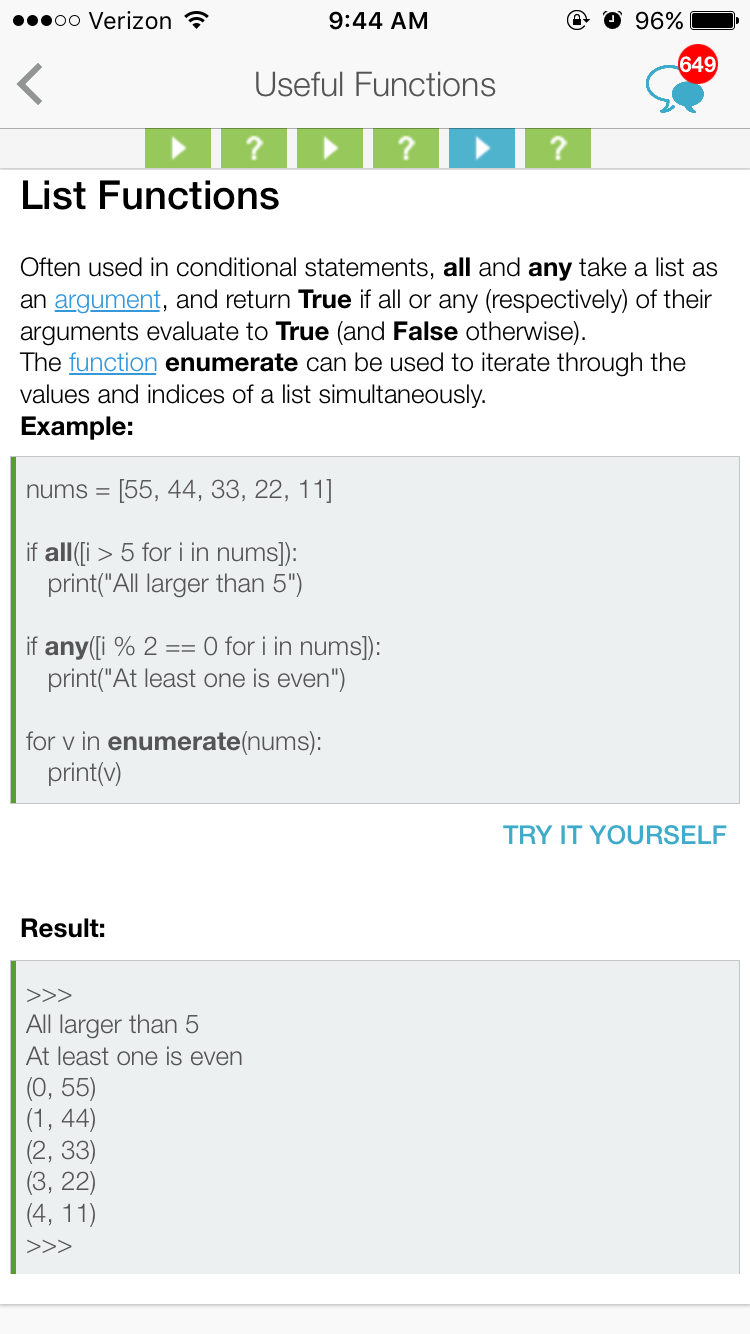 Verizon 9:44 AM 96%
Useful Functions 649
? ? ?
List Functions
Often used in conditional statements, all and any take a list as
an argument, and return True if all or any (respectively) of their
arguments evaluate to True (and False otherwise).
The function enumerate can be used to iterate through the
values and indices of a list simultaneously.
Example:
nums = [55, 44, 33, 22, 11]
if all([i > 5 for i in nums]):
print("All larger than 5")
if any([i % 2 == 0 for i in nums]):
print("At least one is even")
for v in enumerate(nums):
print(v)
TRY IT YOURSELF
Result:
>>>
All larger than 5
At least one is even
(0, 55)
(1, 44)
(2, 33)
(3, 22)
(4, 11)
>>>